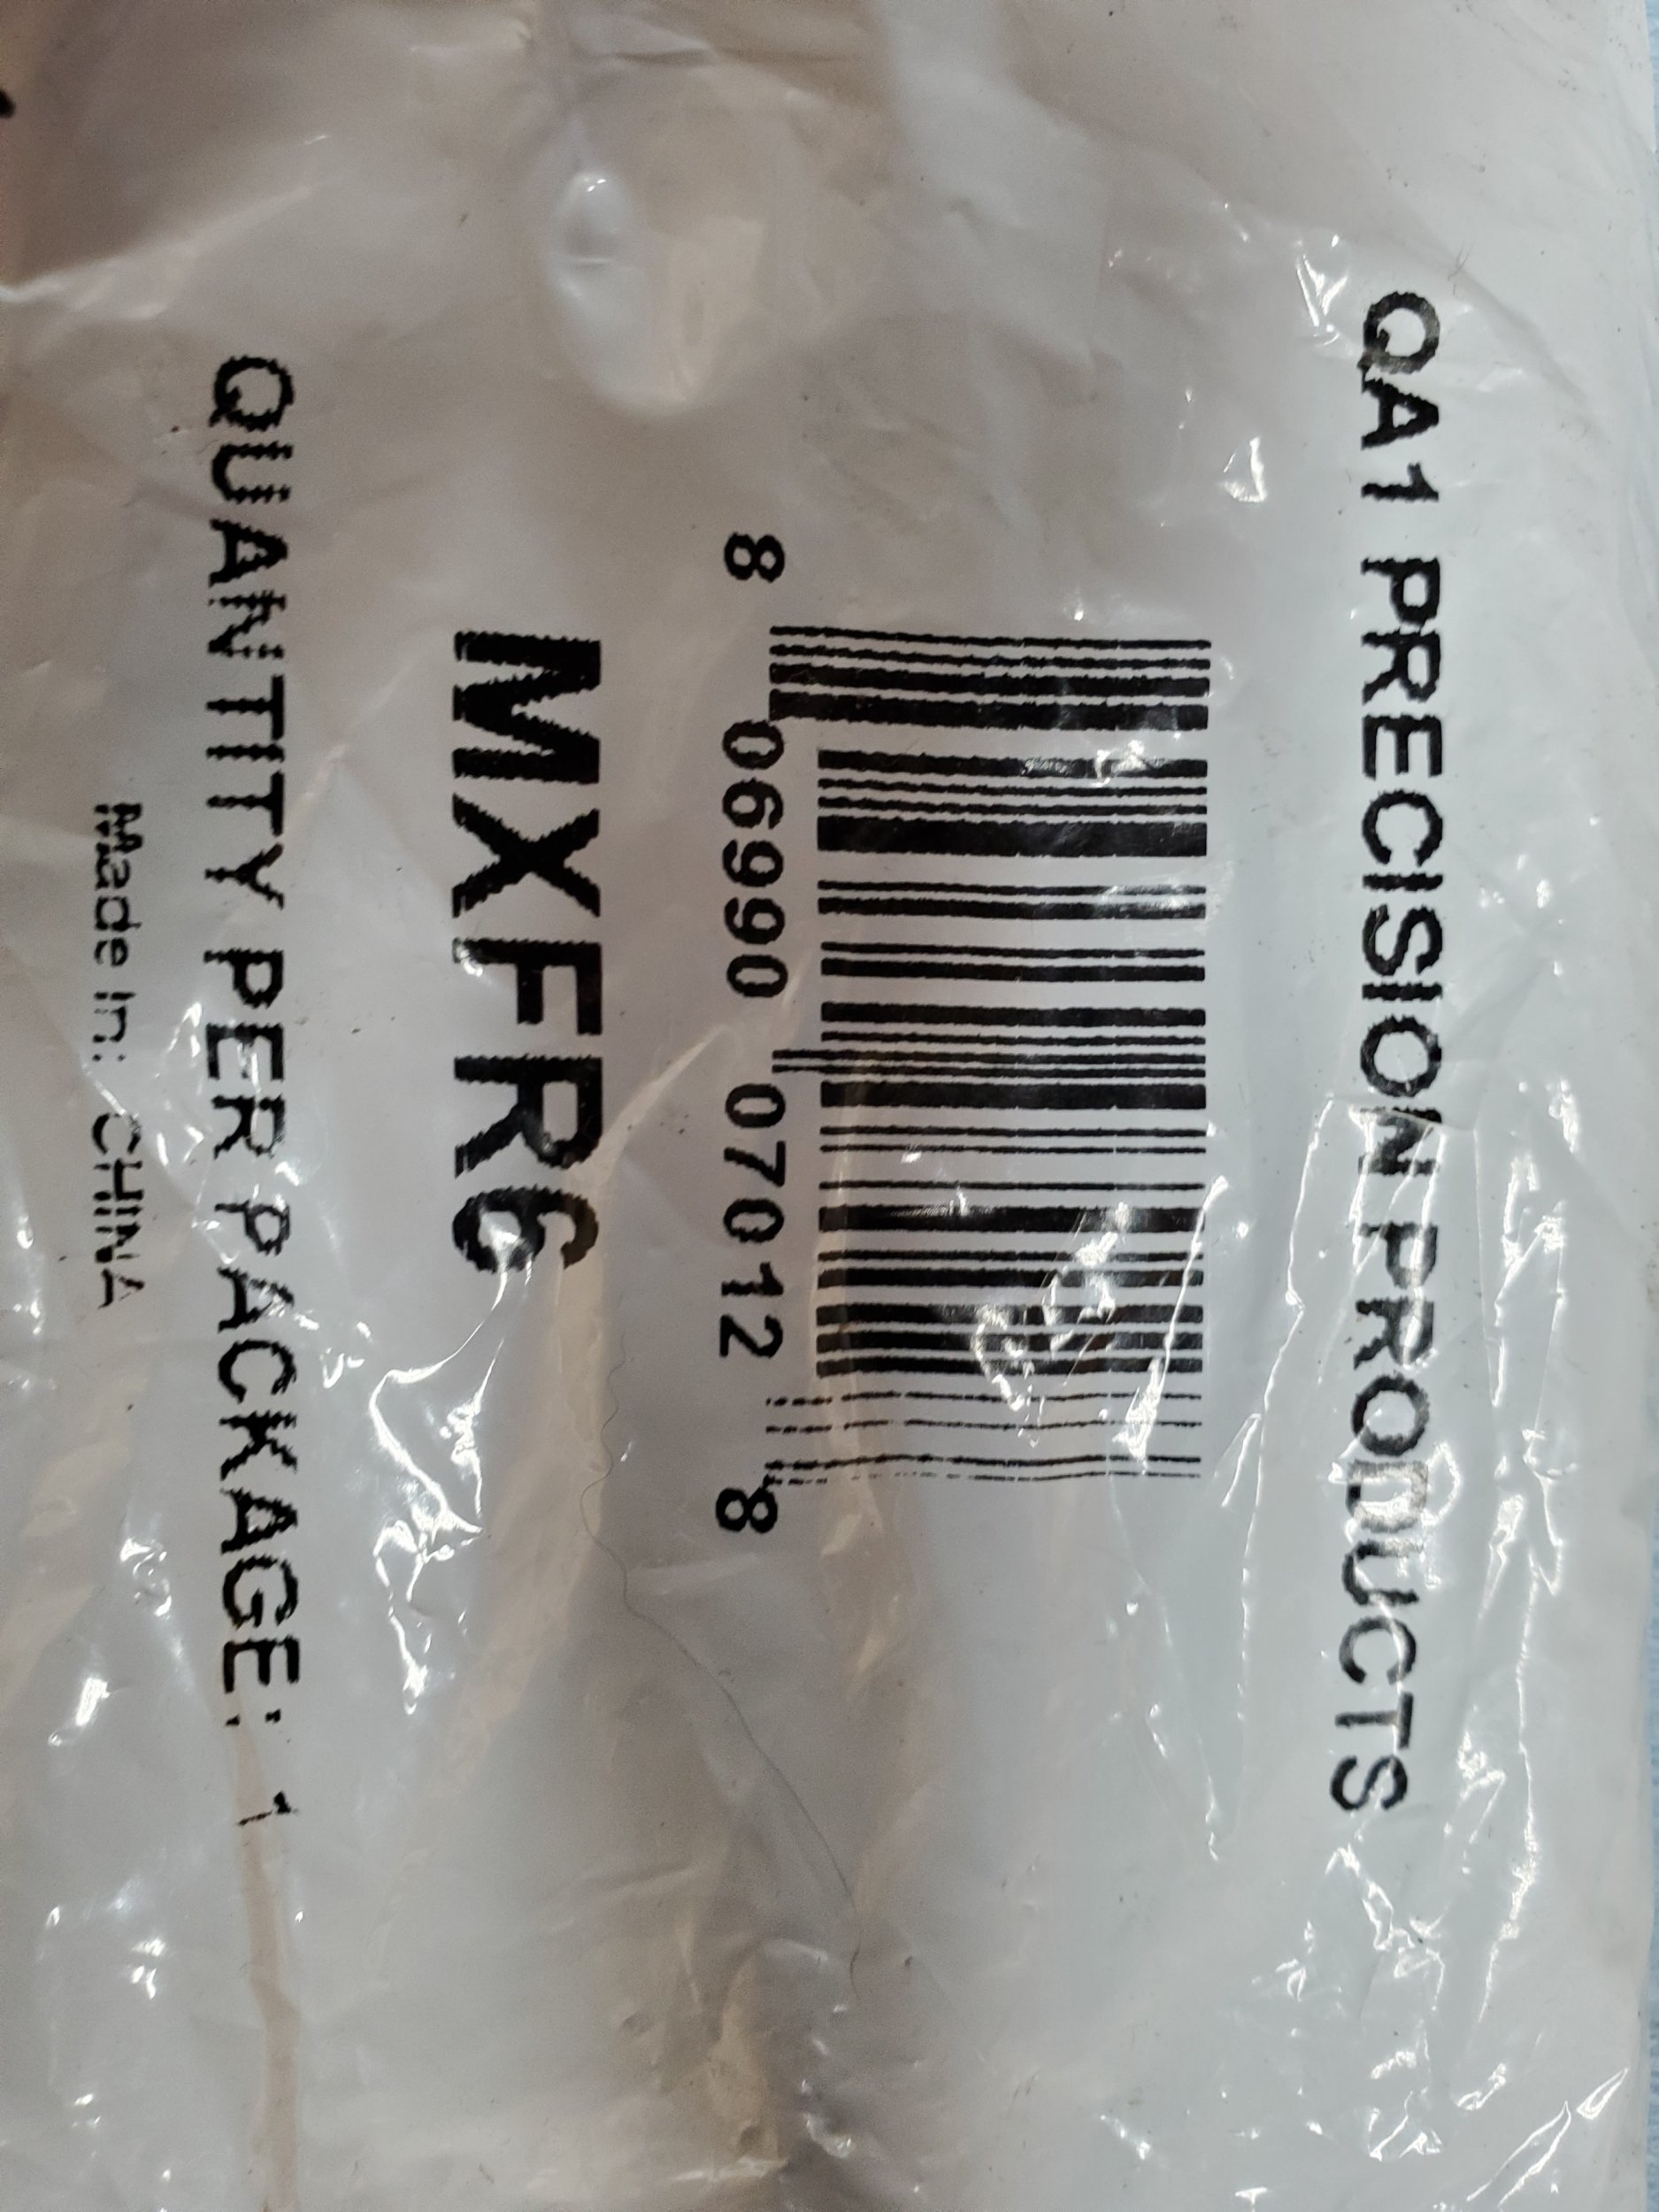 QA1 PRECISION PRODUCTS
8 06990 07012 8
MXFR6
QUANTITY PER PACKAGE: 1
Made In: CHINA